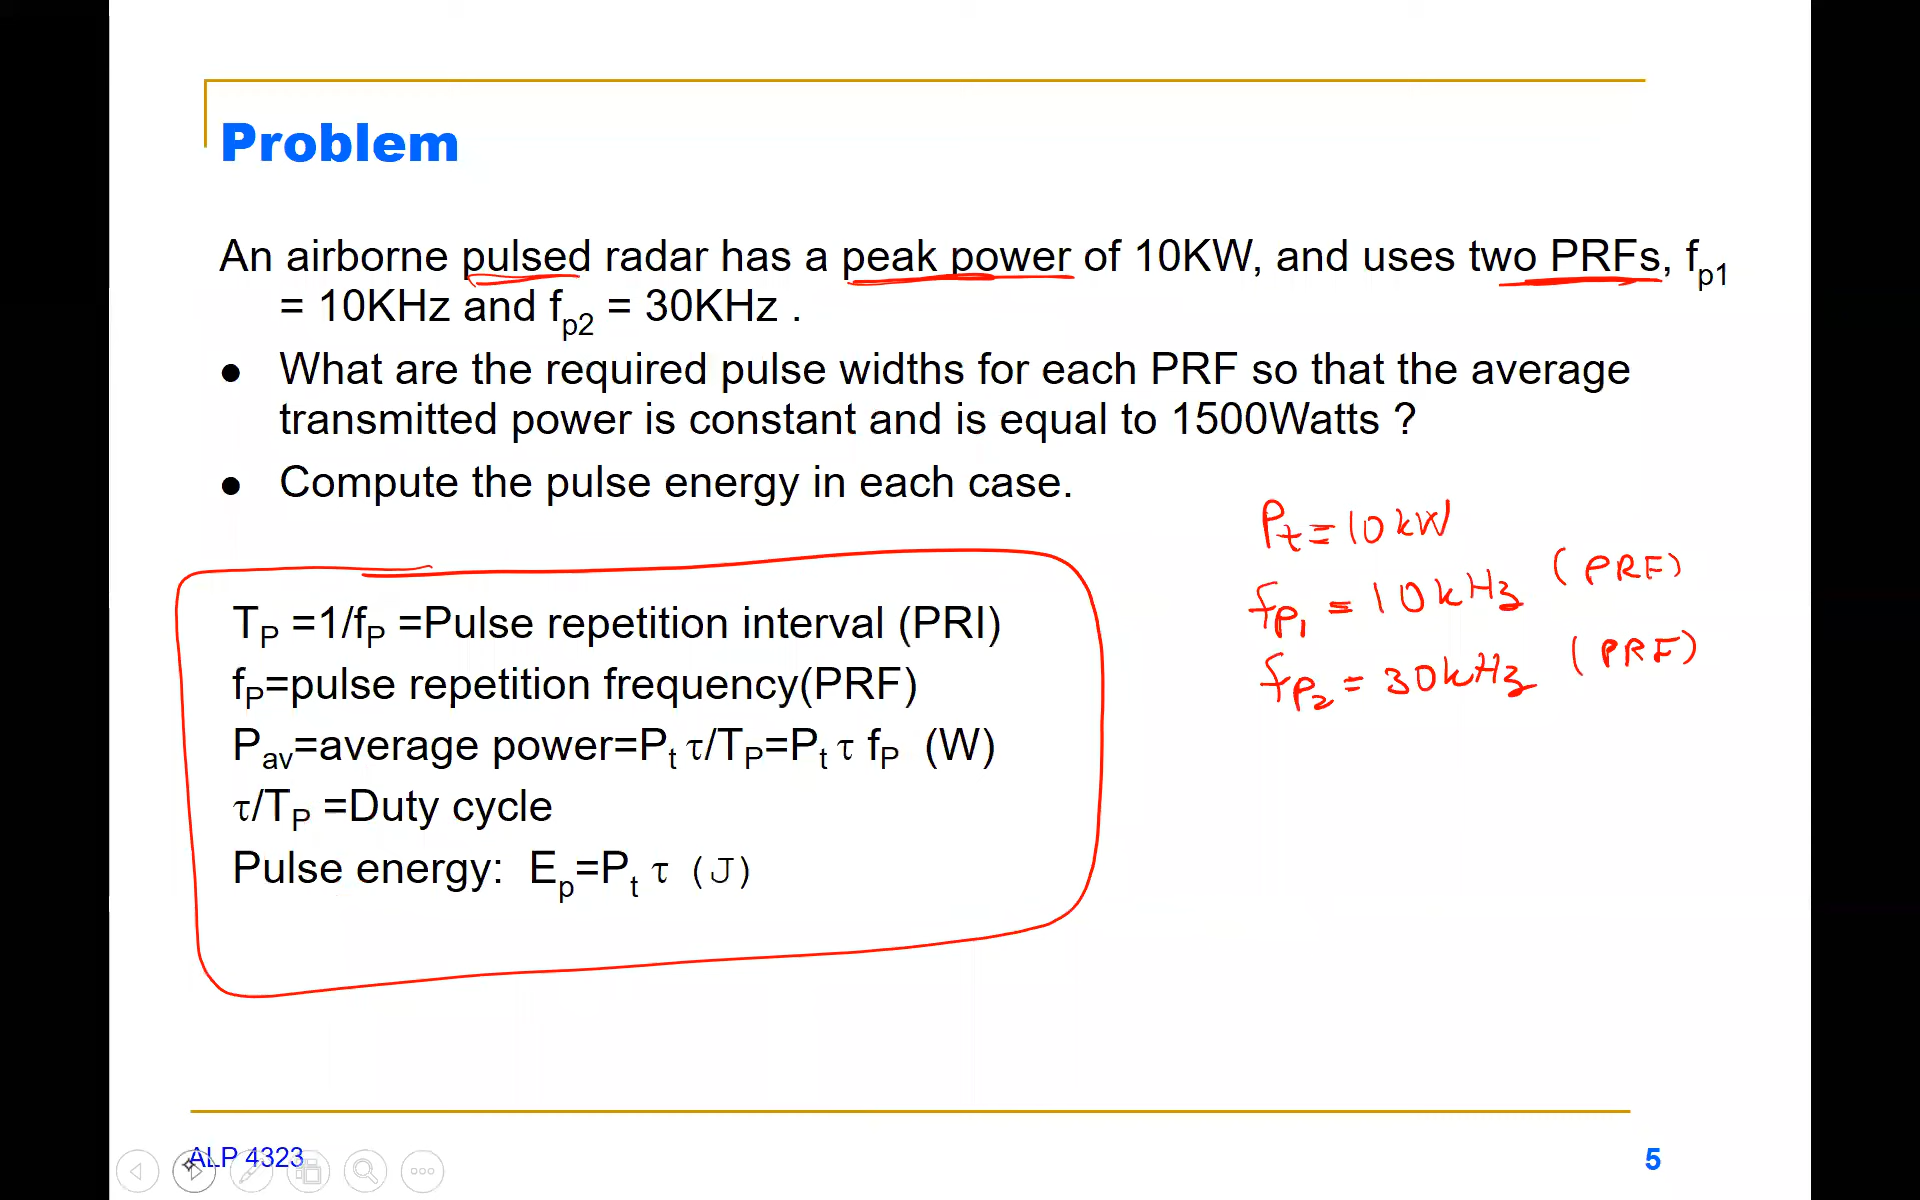 Problem
An airborne pulsed radar has a peak power of 10KW, and uses two PRFs, fp1
= 10KHz and fp2 = 30KHz .
● What are the required pulse widths for each PRF so that the average
transmitted power is constant and is equal to 1500Watts ?
● Compute the pulse energy in each case.
Pt = 10 kW
fp1 = 10 kHz (PRF)
fp2 = 30kHz (PRF)
TP =1/fP =Pulse repetition interval (PRI)
fP=pulse repetition frequency(PRF)
Pav=average power=Pt τ/TP=Pt τ fP (W)
τ/TP =Duty cycle
Pulse energy: Ep=Pt τ (J)
ALP 4323
5